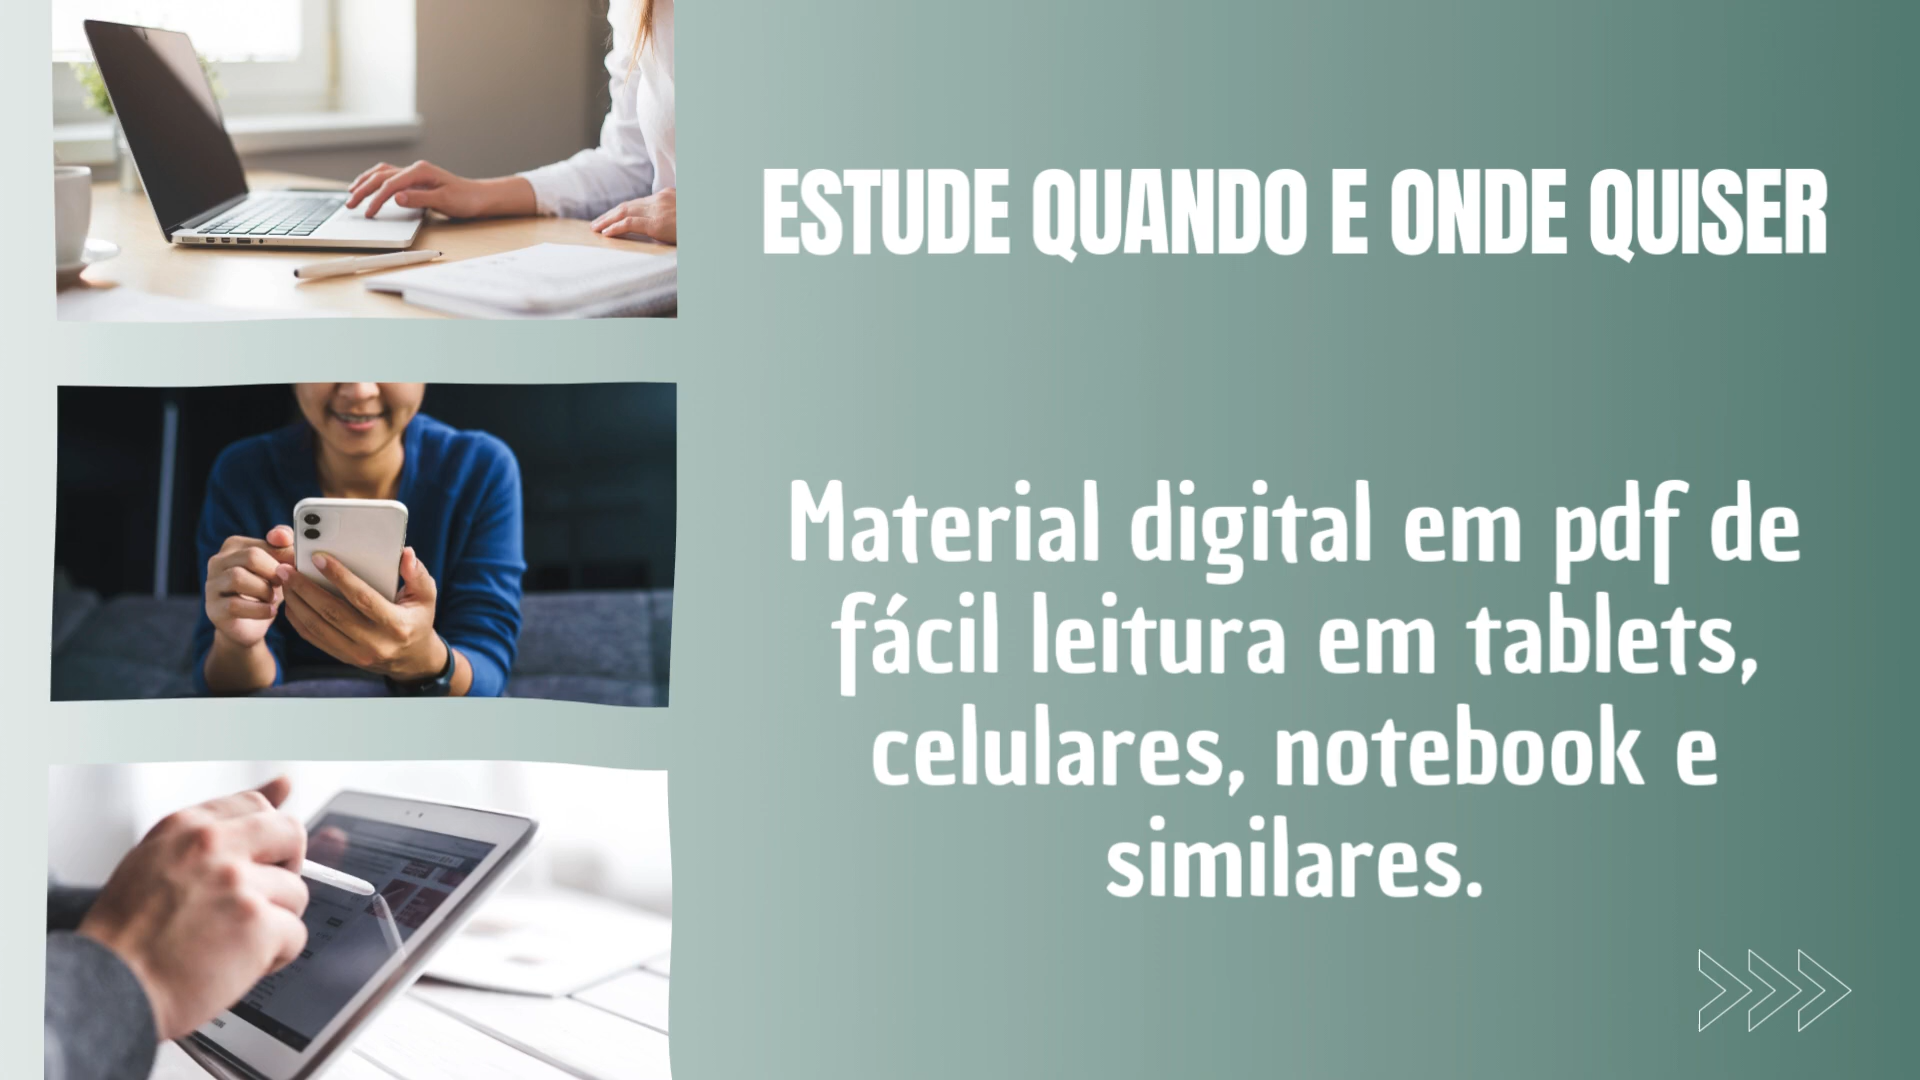 ESTUDE QUANDO E ONDE QUISER
Material digital em pdf de
fácil leitura em tablets,
celulares, notebook e
similares.